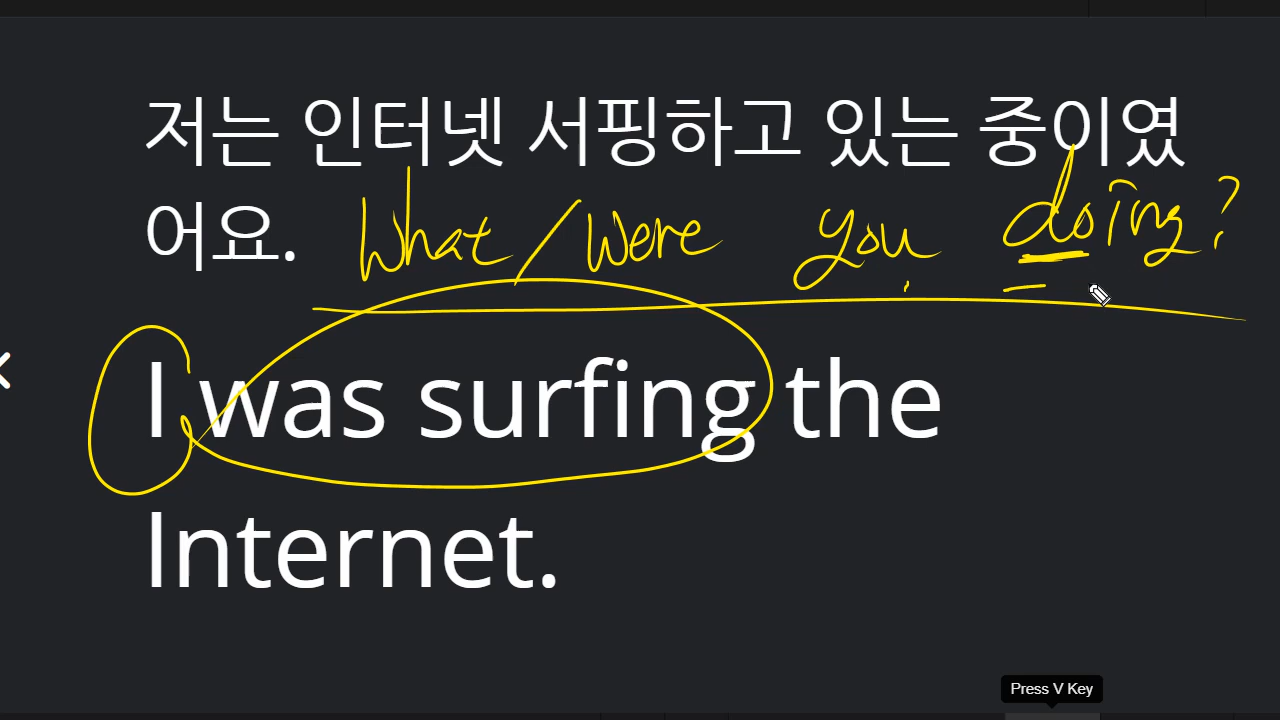 저는 인터넷 서핑하고 있는 중이였
어요.
What / were you doing?
I was surfing the
Internet.
Press V Key